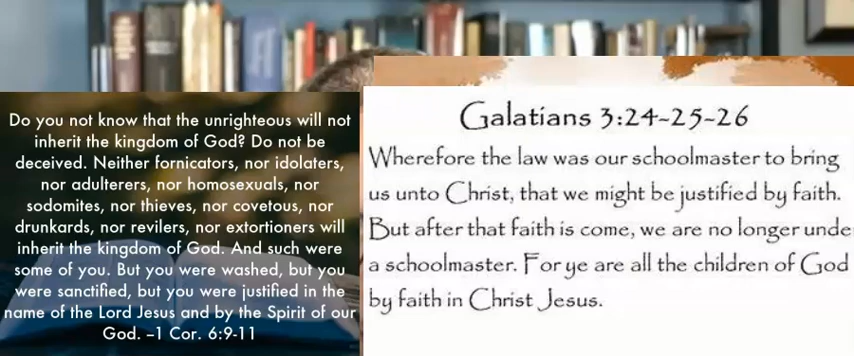 Do you not know that the unrighteous will not
inherit the kingdom of God? Do not be
deceived. Neither fornicators, nor idolaters,
nor adulterers, nor homosexuals, nor
sodomites, nor thieves, nor covetous, nor
drunkards, nor revilers, nor extortioners will
inherit the kingdom of God. And such were
some of you. But you were washed, but you
were sanctified, but you were justified in the
name of the Lord Jesus and by the Spirit of our
God. –1 Cor. 6:9-11
Galatians 3:24-25-26
Wherefore the law was our schoolmaster to bring
us unto Christ, that we might be justified by faith.
But after that faith is come, we are no longer unde
a schoolmaster. For ye are all the children of God
by faith in Christ Jesus.